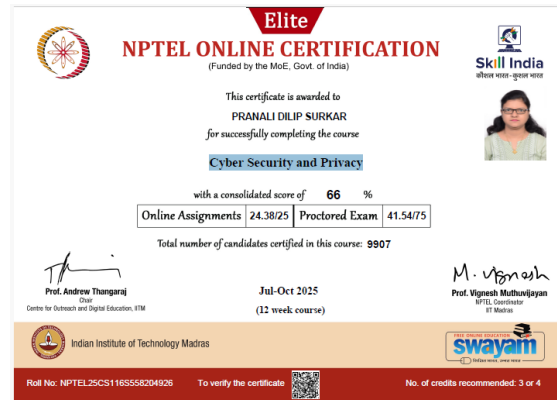 Elite
NPTEL ONLINE CERTIFICATION
(Funded by the MoE, Govt. of India)
Skill India
कौशल भारत - कुशल भारत
This certificate is awarded to
PRANALI DILIP SURKAR
for successfully completing the course
Cyber Security and Privacy
with a consolidated score of 66 %
Online Assignments 24.38/25 Proctored Exam 41.54/75
Total number of candidates certified in this course: 9907
M. Vignesh
Prof. Andrew Thangaraj
Chair
Centre for Outreach and Digital Education, IITM
Jul-Oct 2025
(12 week course)
Prof. Vignesh Muthuvijayan
NPTEL Coordinator
IIT Madras
Indian Institute of Technology Madras
FREE ONLINE EDUCATION
swayam
Roll No: NPTEL25CS116S558204926
To verify the certificate
No. of credits recommended: 3 or 4